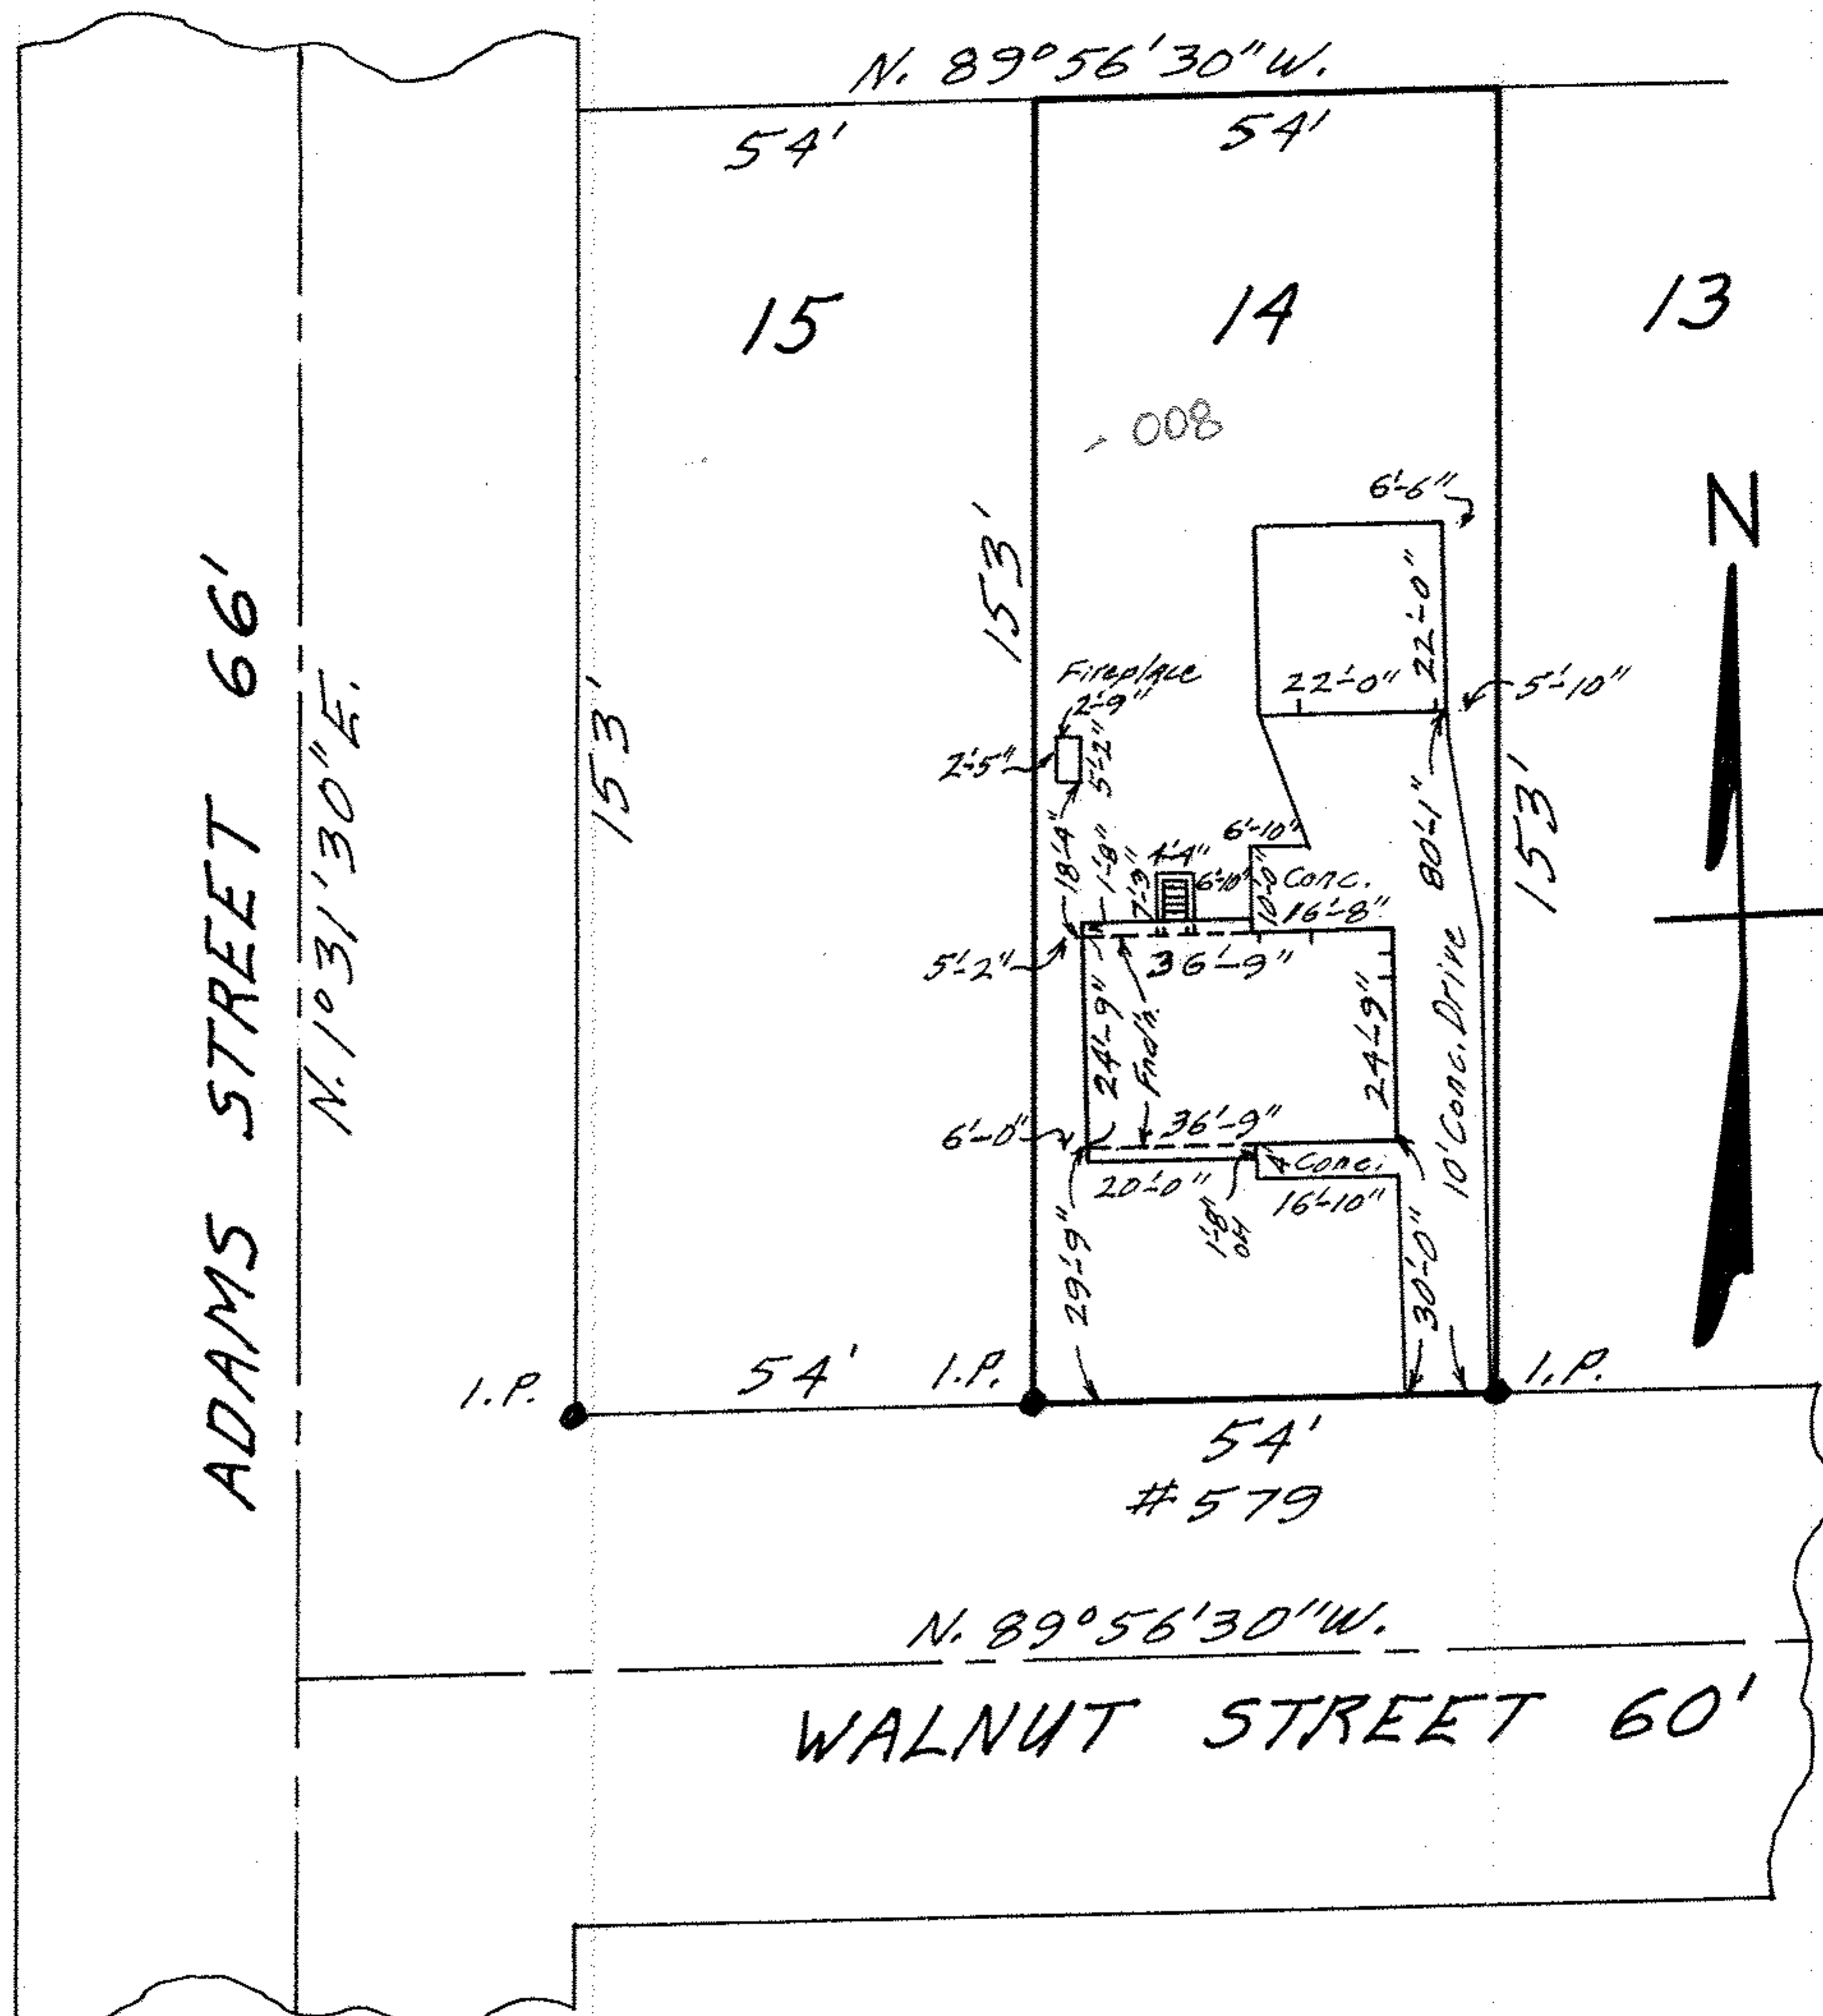 N. 89°56'30"W.
54'
54'
15
14
13
008
6'-6"
N
153'
22'-0"
22'-0"
5'-10"
Fireplace
2'-9"
2'-5"
5'-2"
153'
153'
80'-1"
18'-4"
1'-8"
7'-3"
4'-4"
6'-10"
6'-10"
10'-0"
Conc.
16'-8"
5'-2"
36'-9"
24'-9"
Fnd'n.
24'-9"
10' Conc. Drive
6'-0"
36'-9"
Conc.
20'-0"
1'-8"
OH
16'-10"
29'-9"
30'-0"
ADAMS STREET 66'
N. 1°31'30"E.
I.P.
54'
I.P.
I.P.
54'
#579
N. 89°56'30"W.
WALNUT STREET 60'